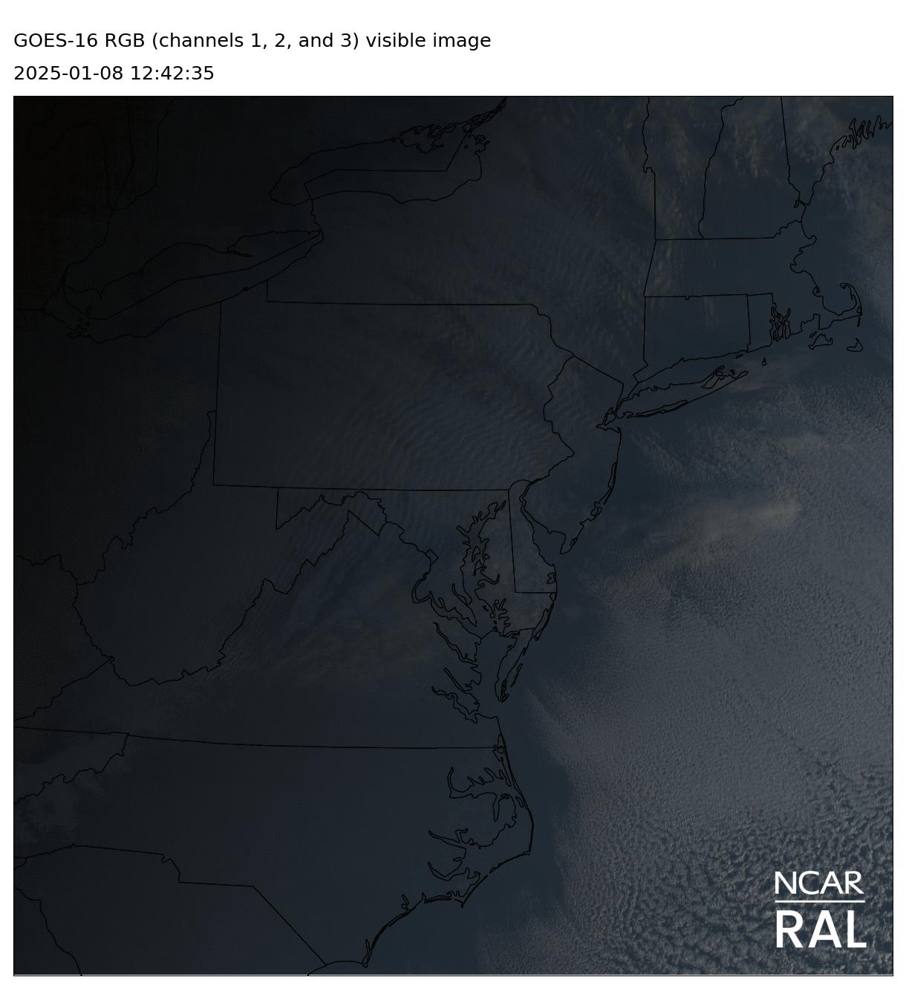 GOES-16 RGB (channels 1, 2, and 3) visible image
2025-01-08 12:42:35
NCAR
RAL